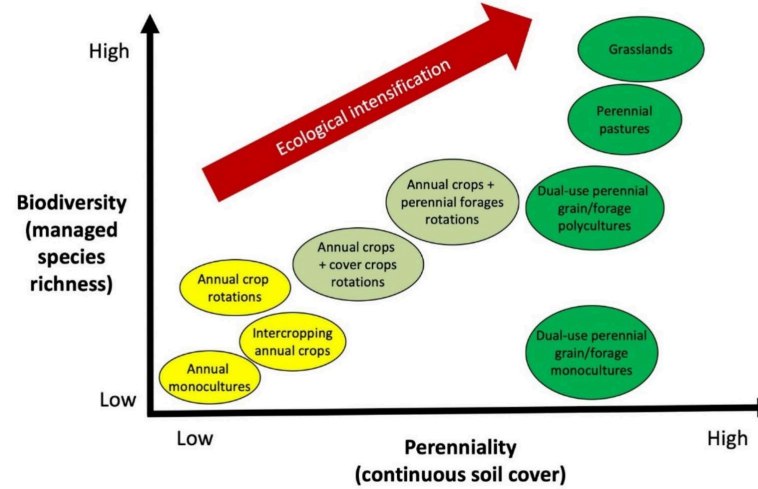 High
Ecological intensification
Grasslands
Perennial
pastures
Biodiversity
(managed
species
richness)
Annual crops +
perennial forages
rotations
Dual-use perennial
grain/forage
polycultures
Annual crops
+ cover crops
rotations
Annual crop
rotations
Intercropping
annual crops
Annual
monocultures
Dual-use perennial
grain/forage
monocultures
Low
Low
High
Perenniality
(continuous soil cover)